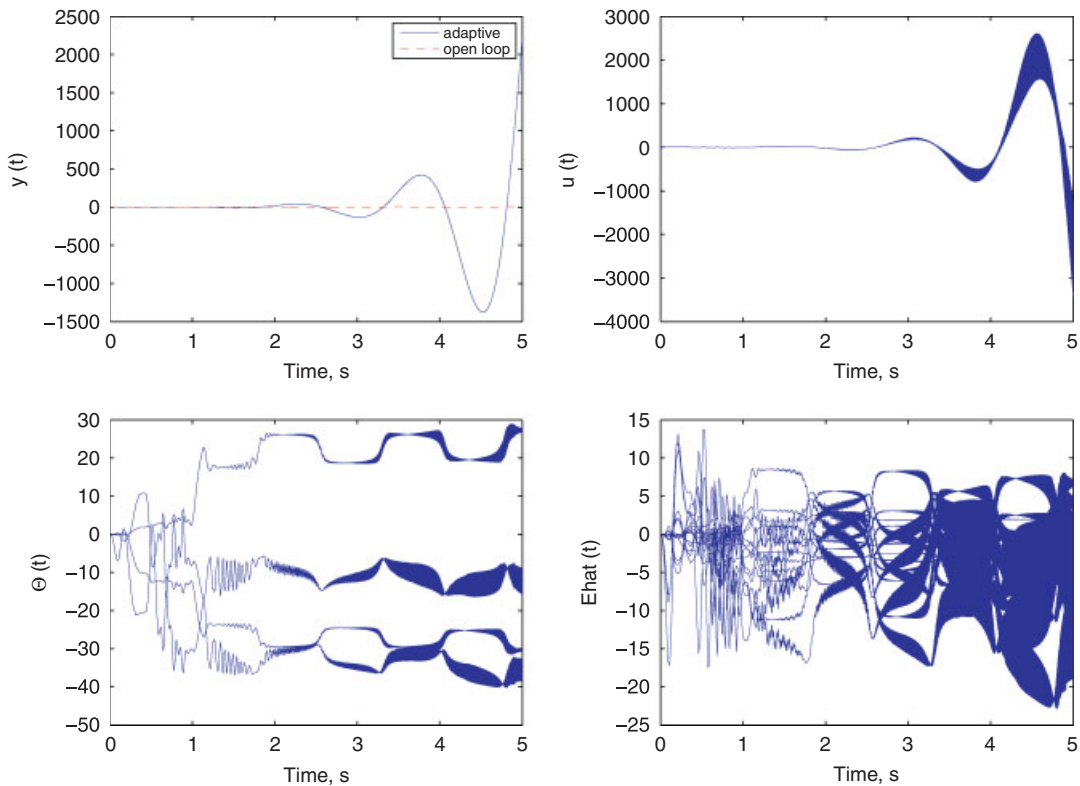 2500
2000
1500
1000
500
0
−500
−1000
−1500
y (t)
adaptive
open loop
0 1 2 3 4 5
Time, s
3000
2000
1000
0
−1000
−2000
−3000
−4000
u (t)
0 1 2 3 4 5
Time, s
30
20
10
0
−10
−20
−30
−40
−50
Θ (t)
0 1 2 3 4 5
Time, s
15
10
5
0
−5
−10
−15
−20
−25
Ehat (t)
0 1 2 3 4 5
Time, s